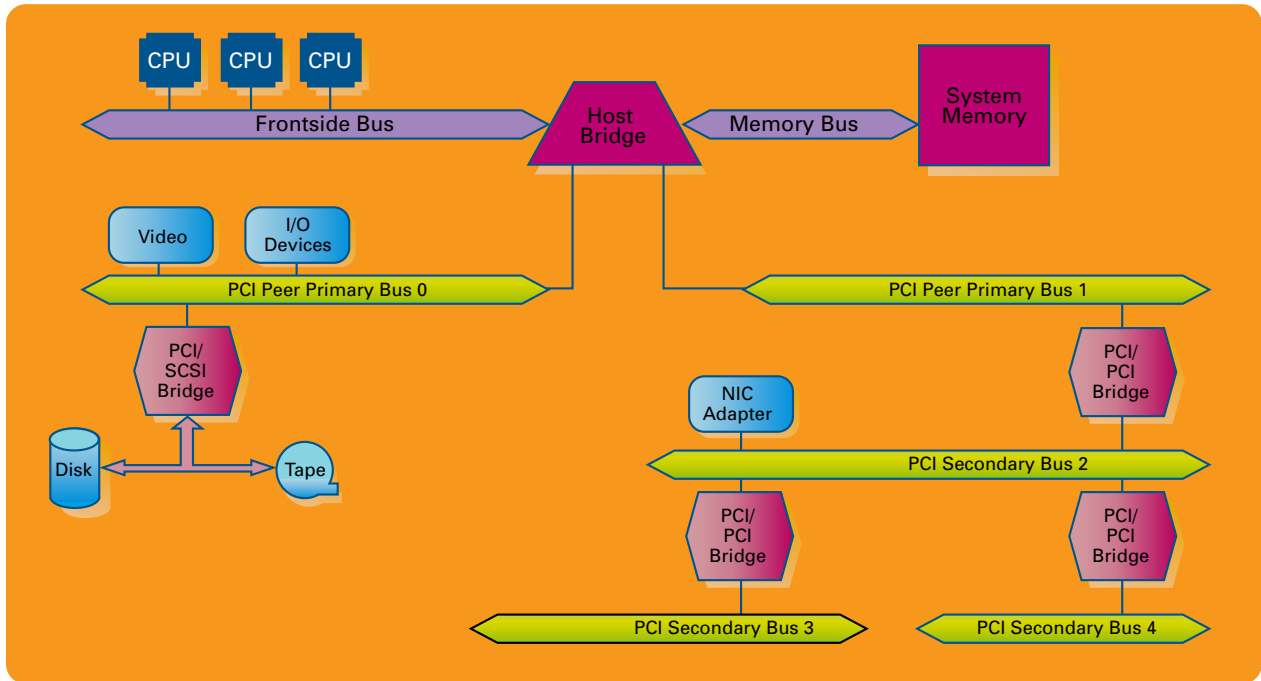 CPU
CPU
CPU
Frontside Bus
Host
Bridge
Memory Bus
System
Memory
Video
I/O
Devices
PCI Peer Primary Bus 0
PCI Peer Primary Bus 1
PCI/
SCSI
Bridge
PCI/
PCI
Bridge
NIC
Adapter
Disk
Tape
PCI Secondary Bus 2
PCI/
PCI
Bridge
PCI/
PCI
Bridge
PCI Secondary Bus 3
PCI Secondary Bus 4